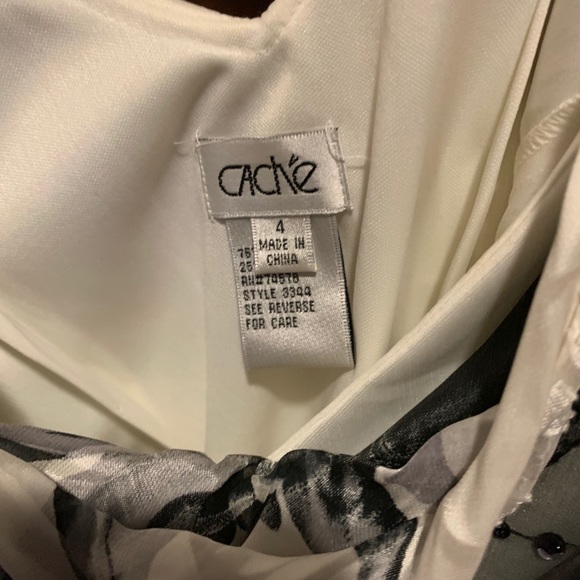 CACHÉ
4
MADE IN
CHINA
RN#74578
STYLE 3344
SEE REVERSE
FOR CARE